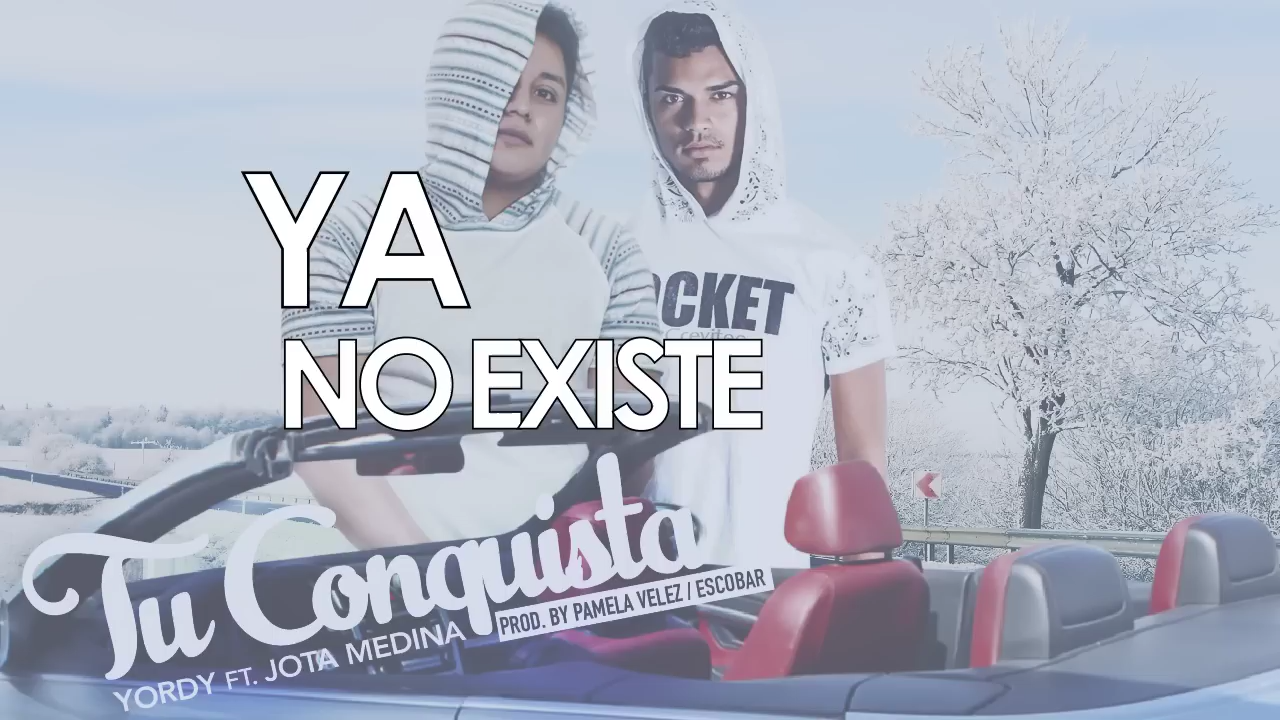 OCKET
YA
NO EXISTE
Tu Conquista
PROD. BY PAMELA VELEZ / ESCOBAR
YORDY FT. JOTA MEDINA